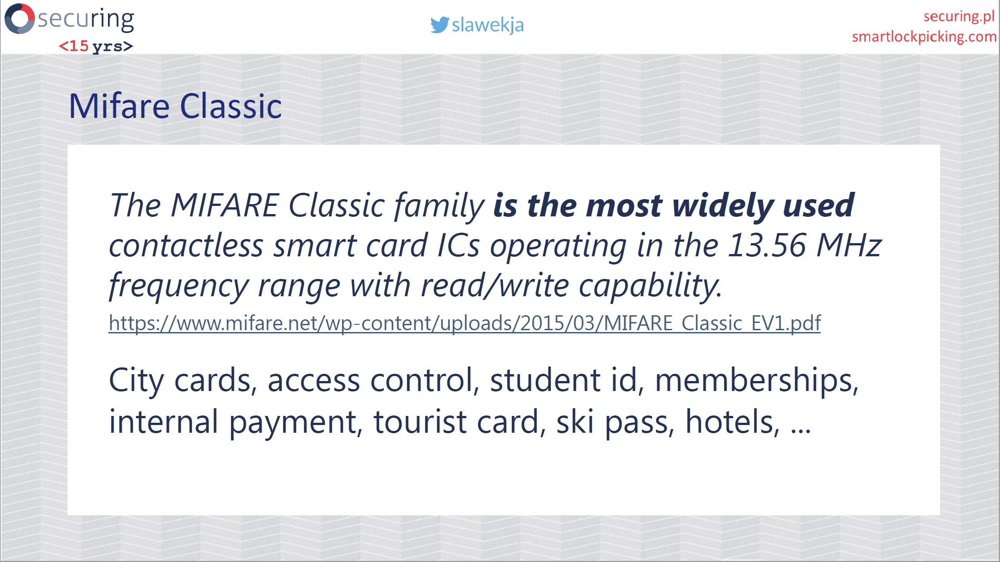 securing
<15 yrs>
slawekja
securing.pl
smartlockpicking.com
Mifare Classic
The MIFARE Classic family is the most widely used
contactless smart card ICs operating in the 13.56 MHz
frequency range with read/write capability.
https://www.mifare.net/wp-content/uploads/2015/03/MIFARE_Classic_EV1.pdf
City cards, access control, student id, memberships,
internal payment, tourist card, ski pass, hotels, ...